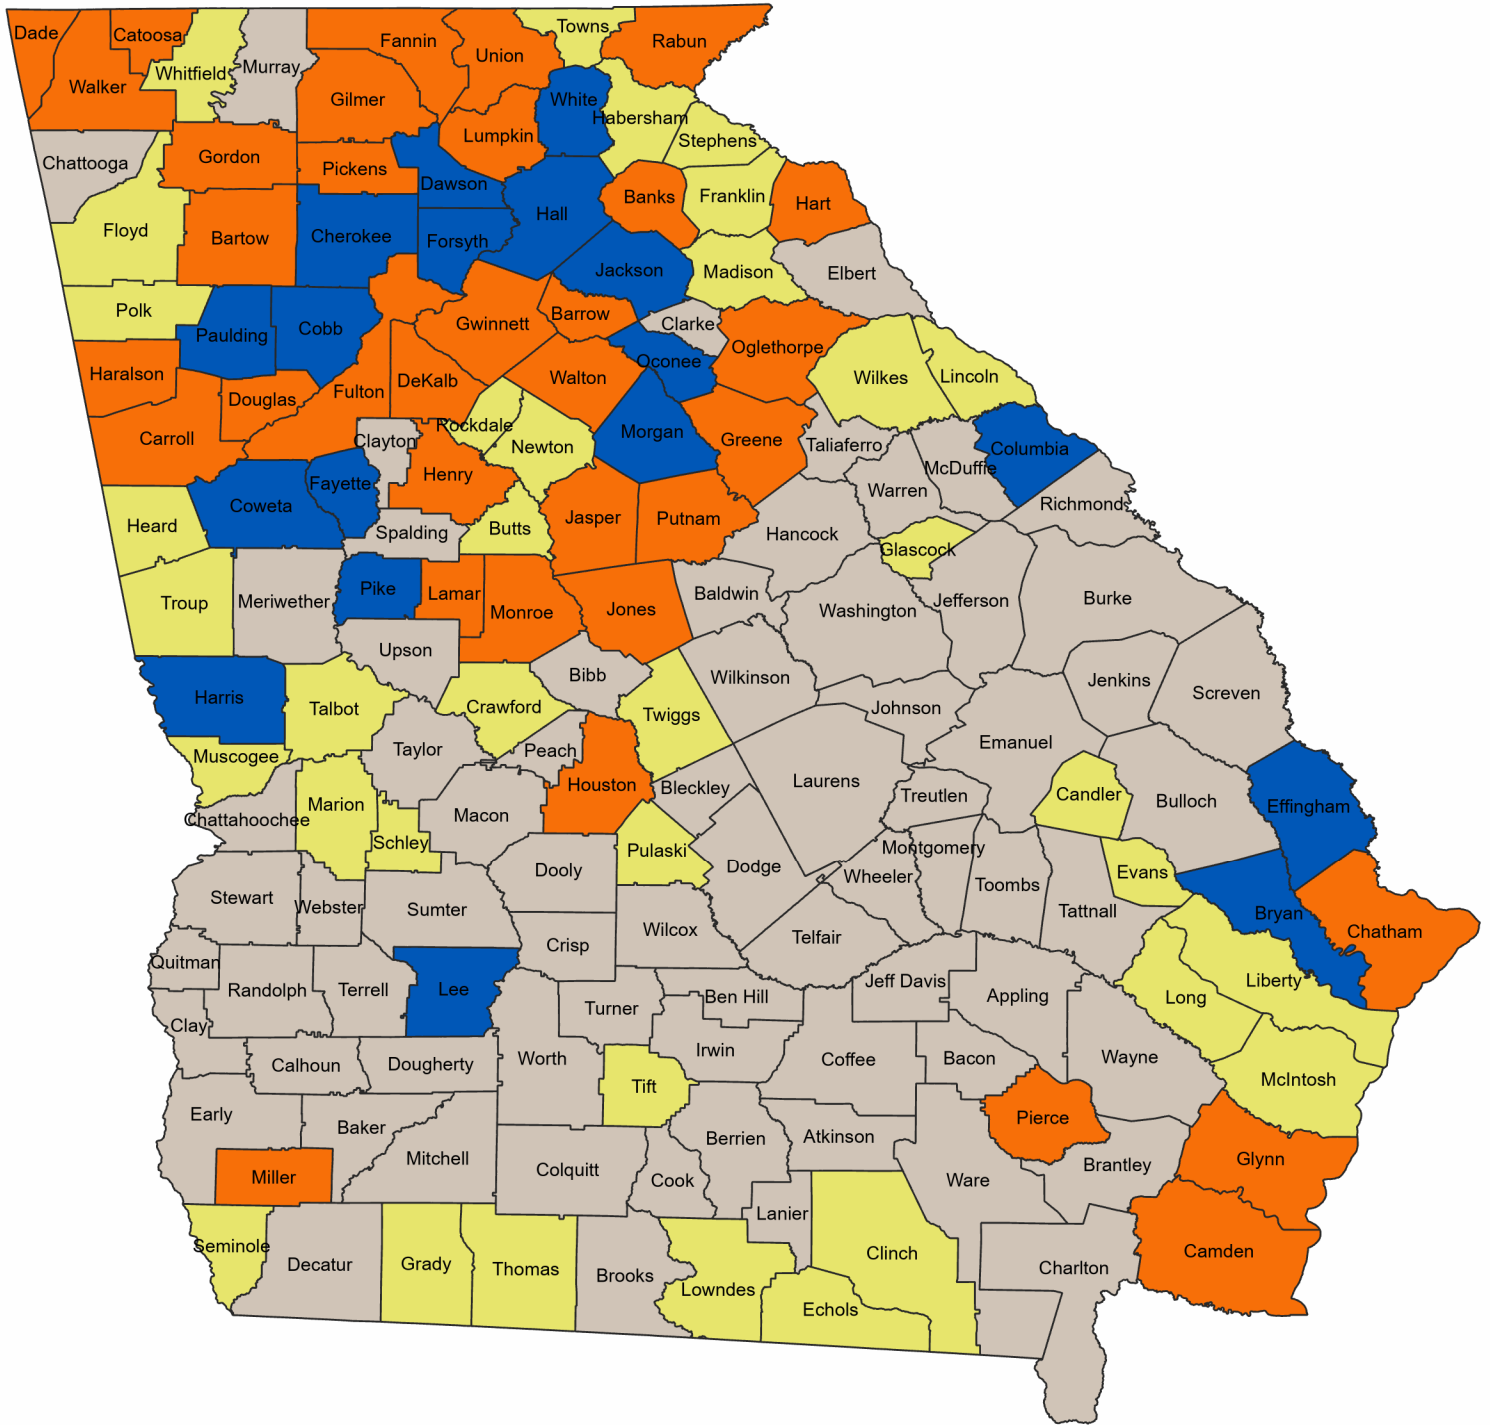 Dade
Catoosa
Walker
Whitfield
Murray
Fannin
Union
Towns
Rabun
Gilmer
White
Habersham
Lumpkin
Stephens
Chattooga
Gordon
Pickens
Dawson
Banks
Franklin
Hart
Floyd
Bartow
Cherokee
Forsyth
Hall
Jackson
Madison
Elbert
Polk
Paulding
Cobb
Gwinnett
Barrow
Clarke
Oconee
Oglethorpe
Haralson
Douglas
Fulton
DeKalb
Walton
Wilkes
Lincoln
Carroll
Clayton
Rockdale
Newton
Morgan
Greene
Taliaferro
Columbia
McDuffie
Henry
Fayette
Coweta
Heard
Spalding
Butts
Jasper
Putnam
Warren
Richmond
Hancock
Glascock
Troup
Meriwether
Pike
Lamar
Monroe
Jones
Baldwin
Washington
Jefferson
Burke
Upson
Bibb
Wilkinson
Jenkins
Screven
Harris
Talbot
Crawford
Twiggs
Johnson
Muscogee
Taylor
Peach
Emanuel
Houston
Bleckley
Laurens
Treutlen
Candler
Bulloch
Effingham
Chattahoochee
Marion
Macon
Schley
Pulaski
Montgomery
Dooly
Dodge
Wheeler
Toombs
Evans
Stewart
Webster
Sumter
Tattnall
Bryan
Chatham
Crisp
Wilcox
Telfair
Quitman
Randolph
Terrell
Lee
Turner
Ben Hill
Jeff Davis
Appling
Long
Liberty
Clay
Calhoun
Dougherty
Worth
Irwin
Coffee
Bacon
Wayne
McIntosh
Tift
Early
Baker
Berrien
Atkinson
Pierce
Miller
Mitchell
Colquitt
Cook
Ware
Brantley
Glynn
Lanier
Seminole
Decatur
Grady
Thomas
Brooks
Lowndes
Clinch
Charlton
Camden
Echols